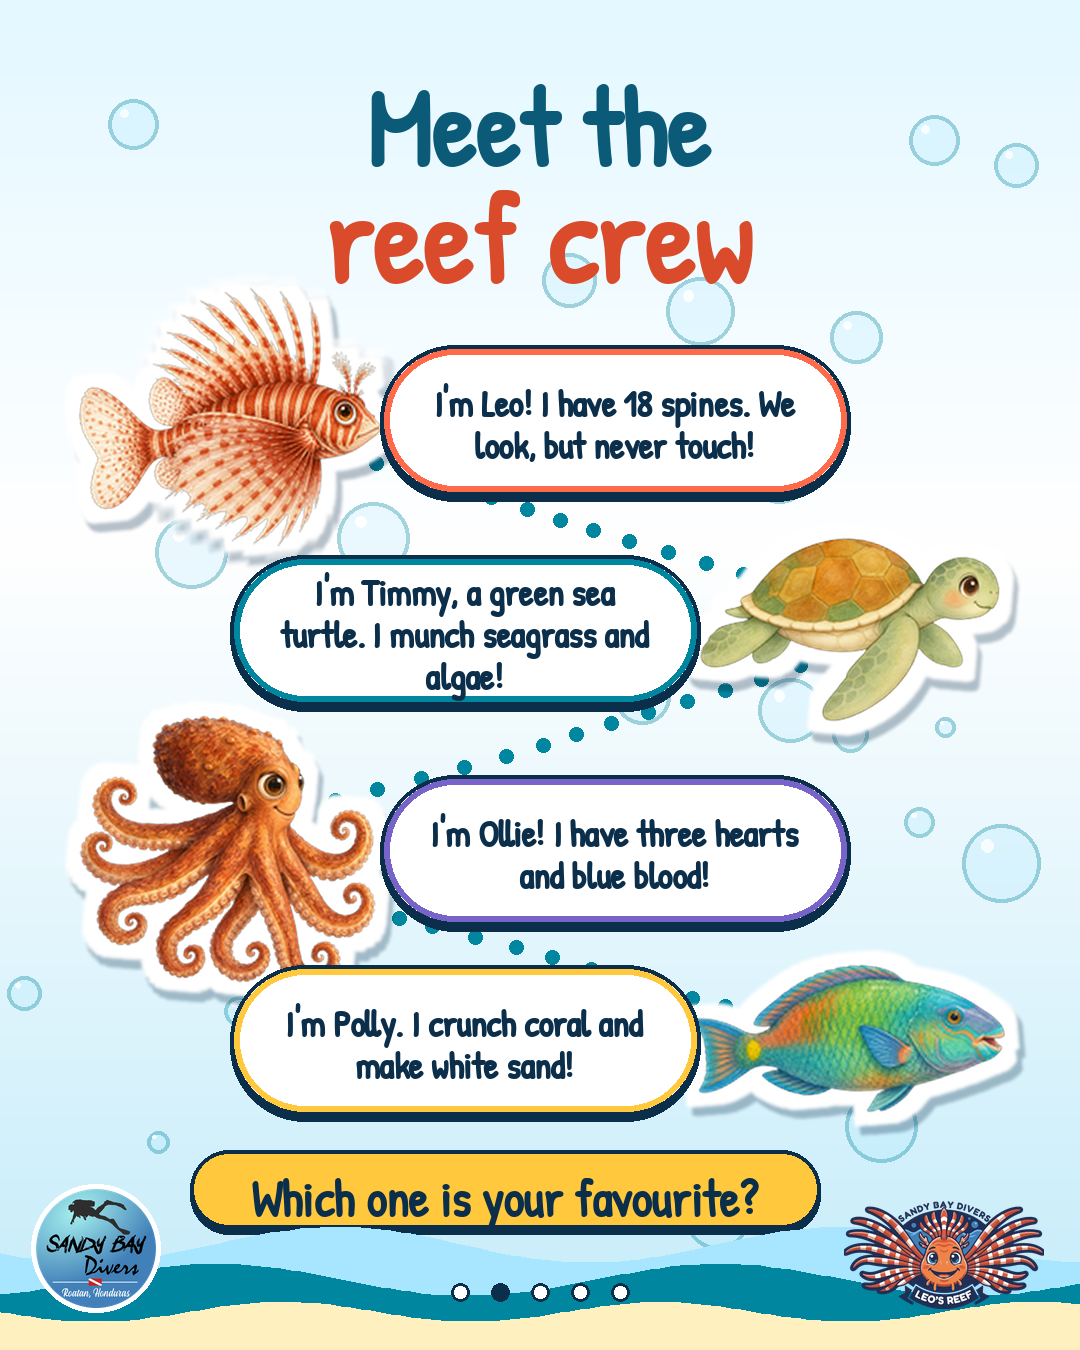 Meet the
reef crew
I'm Leo! I have 18 spines. We
look, but never touch!
I'm Timmy, a green sea
turtle. I munch seagrass and
algae!
I'm Ollie! I have three hearts
and blue blood!
I'm Polly. I crunch coral and
make white sand!
Which one is your favourite?
SANDY BAY
Divers
Roatan, Honduras
SANDY BAY DIVERS
LEO'S REEF